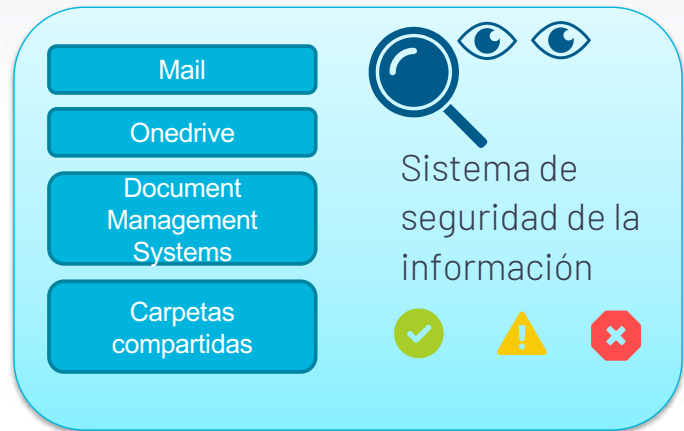 Mail
Onedrive
Document
Management
Systems
Carpetas
compartidas
Sistema de
seguridad de la
información